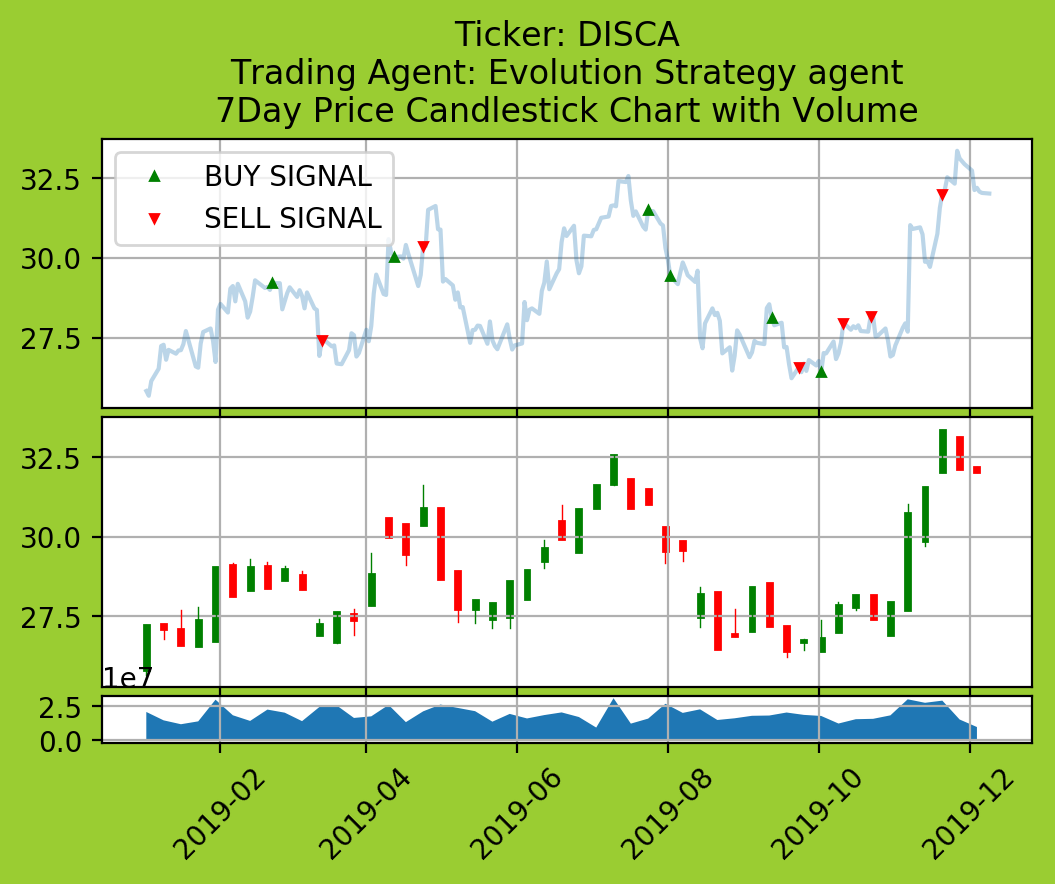 Ticker: DISCA
Trading Agent: Evolution Strategy agent
7Day Price Candlestick Chart with Volume
BUY SIGNAL
SELL SIGNAL
32.5
30.0
27.5
32.5
30.0
27.5
1e7
2.5
0.0
2019-02
2019-04
2019-06
2019-08
2019-10
2019-12